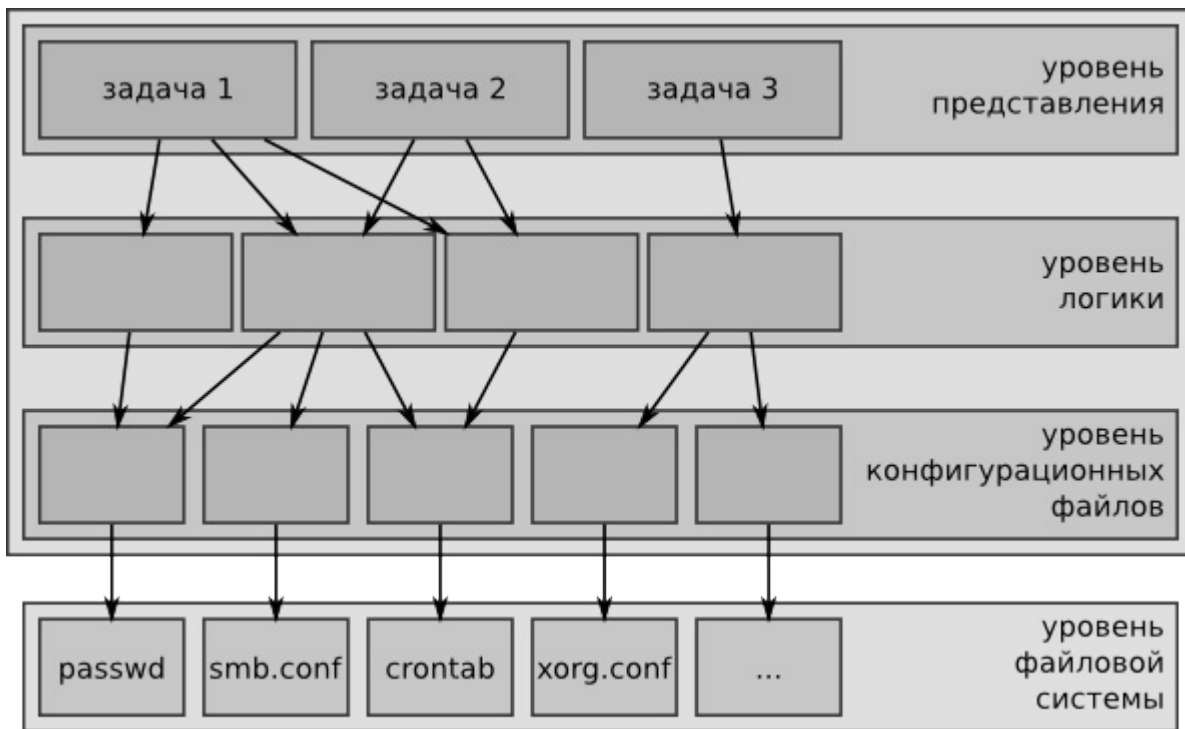 задача 1
задача 2
задача 3
уровень
представления
уровень
логики
уровень
конфигурационных
файлов
passwd
smb.conf
crontab
xorg.conf
...
уровень
файловой
системы